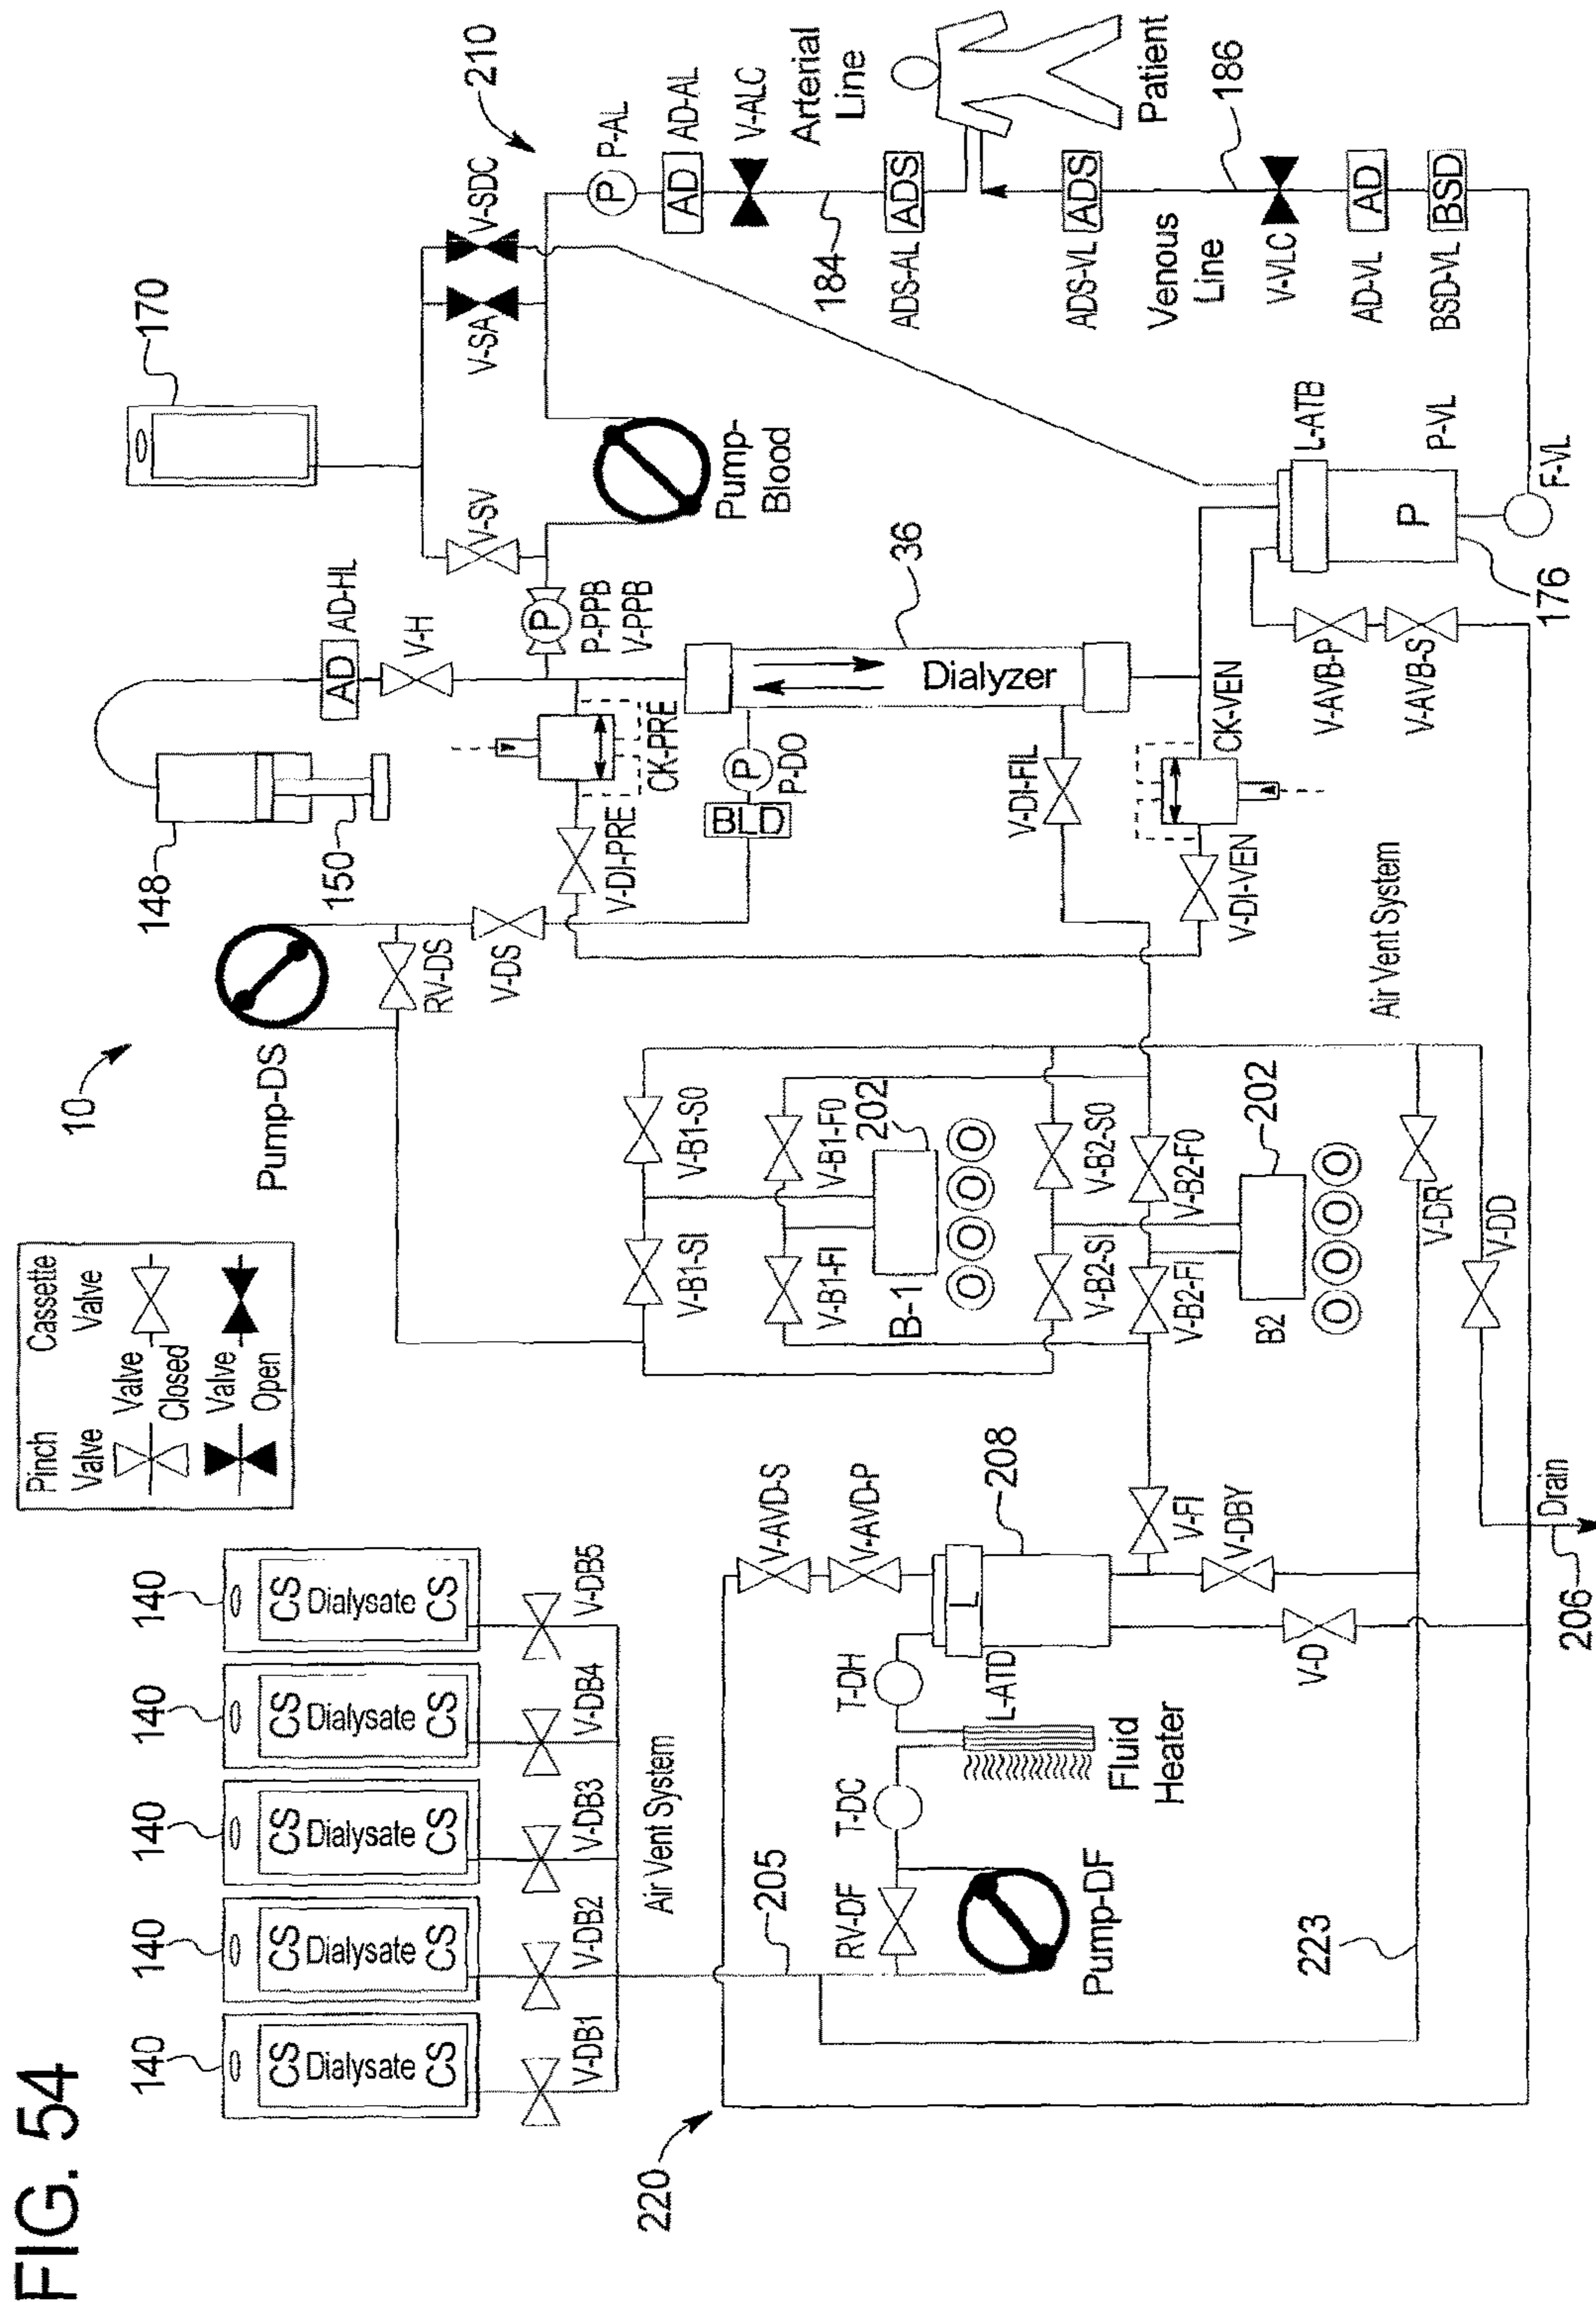 FIG. 54
10
Pinch
Valve
Cassette
Valve
Valve
Closed
Valve
Open
140
140
140
140
140
CS Dialysate CS
CS Dialysate CS
CS Dialysate CS
CS Dialysate CS
CS Dialysate CS
V-DB1
V-DB2
V-DB3
V-DB4
V-DB5
Air Vent System
220
205
RV-DF
Pump-DF
T-DC
T-DH
Fluid
Heater
L-ATD
L
208
V-AVD-S
V-AVD-P
V-FI
V-DBY
V-D
223
Drain
206
Pump-DS
RV-DS
V-DS
V-B1-SI
V-B1-S0
V-B1-FI
V-B1-F0
B-1
202
V-B2-SI
V-B2-S0
V-B2-FI
V-B2-F0
B2
202
V-DR
V-DD
Air Vent System
148
150
AD
AD-HL
V-H
CK-PRE
V-DI-PRE
BLD
P
P-DO
V-DI-FIL
V-DI-VEN
CK-VEN
Dialyzer
36
P
P-PPB
V-PPB
V-SV
170
V-SA
V-SDC
210
Pump-
Blood
P
P-AL
AD
AD-AL
V-ALC
Arterial
Line
184
ADS
ADS-AL
Patient
ADS
ADS-VL
Venous
Line
186
V-VLC
AD
AD-VL
BSD
BSD-VL
L-ATB
P
P-VL
F-VL
176
V-AVB-P
V-AVB-S